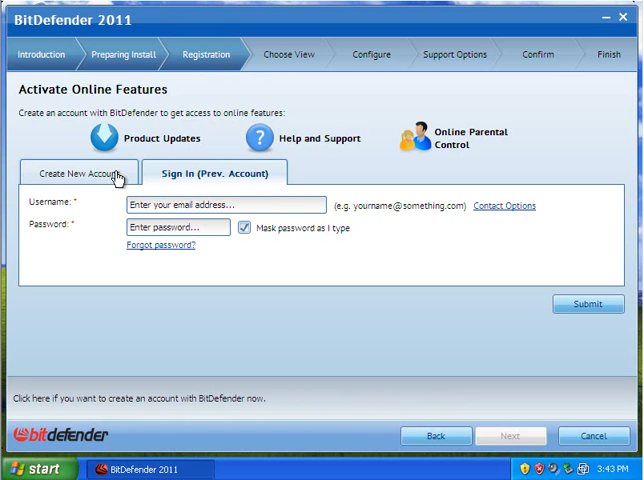 BitDefender 2011
Introduction Preparing Install Registration Choose View Configure Support Options Confirm Finish
Activate Online Features
Create an account with BitDefender to get access to online features:
Product Updates Help and Support Online Parental
Control
Create New Account Sign In (Prev. Account)
Username: * Enter your email address... (e.g. yourname@something.com) Contact Options
Password: * Enter password... Mask password as I type
Forgot password?
Submit
Click here if you want to create an account with BitDefender now.
bitdefender Back Next Cancel
start BitDefender 2011 3:43 PM